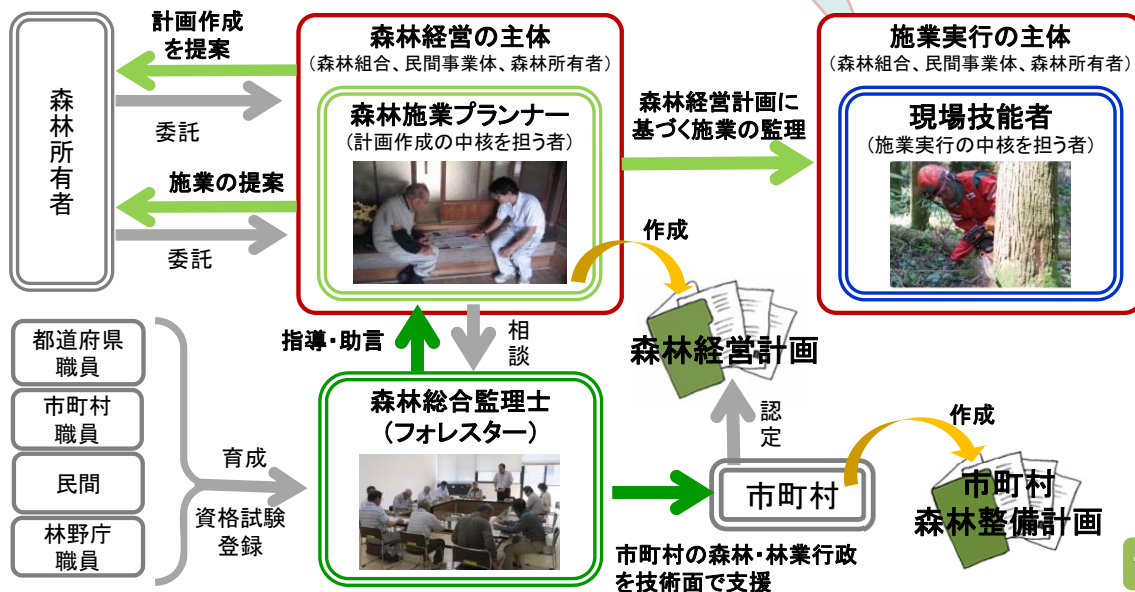 計画作成
を提案
森林所有者
委託
施業の提案
委託
森林経営の主体
(森林組合、民間事業体、森林所有者)
森林施業プランナー
(計画作成の中核を担う者)
森林経営計画に
基づく施業の監理
施業実行の主体
(森林組合、民間事業体、森林所有者)
現場技能者
(施業実行の中核を担う者)
作成
森林経営計画
指導・助言
相談
都道府県
職員
市町村
職員
民間
林野庁
職員
育成
資格試験
登録
森林総合監理士
(フォレスター)
認定
市町村
作成
市町村
森林整備計画
市町村の森林・林業行政
を技術面で支援